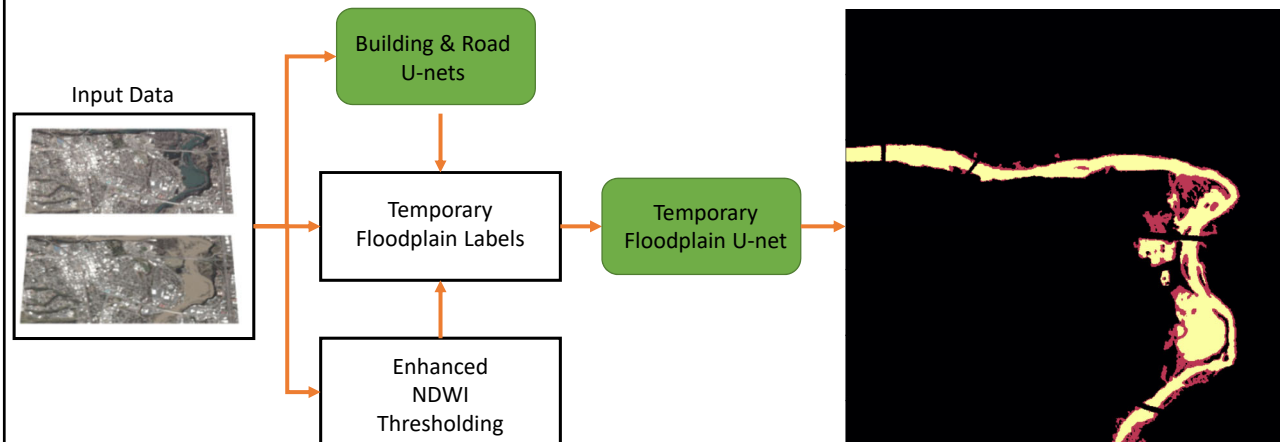 Building & Road
U-nets
Input Data
Temporary
Floodplain Labels
Temporary
Floodplain U-net
Enhanced
NDWI
Thresholding